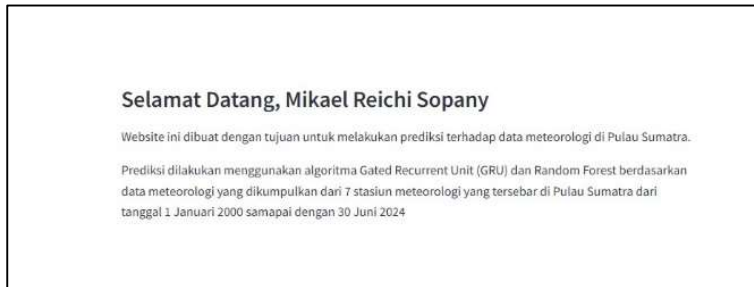 Selamat Datang, Mikael Reichi Sopany
Website ini dibuat dengan tujuan untuk melakukan prediksi terhadap data meteorologi di Pulau Sumatra.
Prediksi dilakukan menggunakan algoritma Gated Recurrent Unit (GRU) dan Random Forest berdasarkan
data meteorologi yang dikumpulkan dari 7 stasiun meteorologi yang tersebar di Pulau Sumatra dari
tanggal 1 Januari 2000 samapai dengan 30 Juni 2024